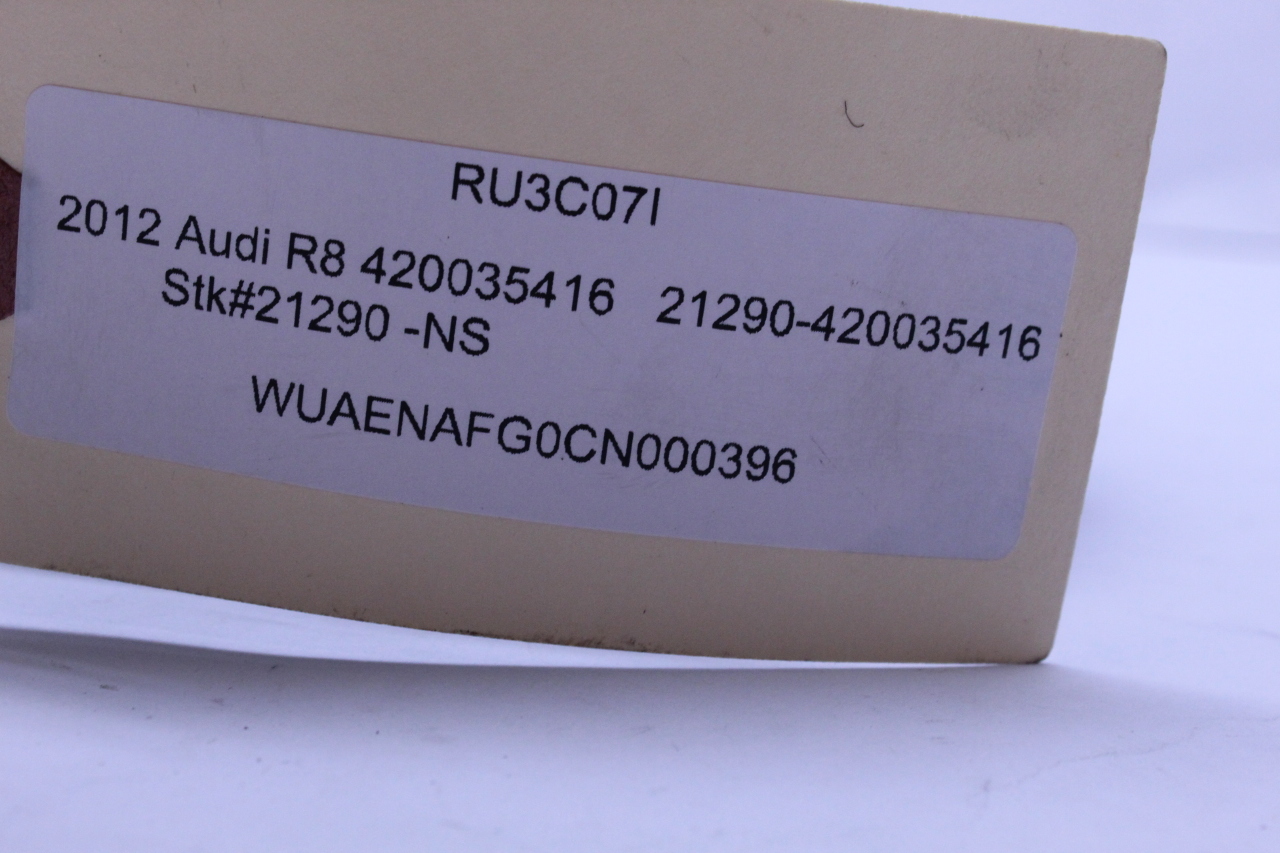 RU3C07I
2012 Audi R8 420035416 21290-420035416
Stk#21290 -NS
WUAENAFG0CN000396